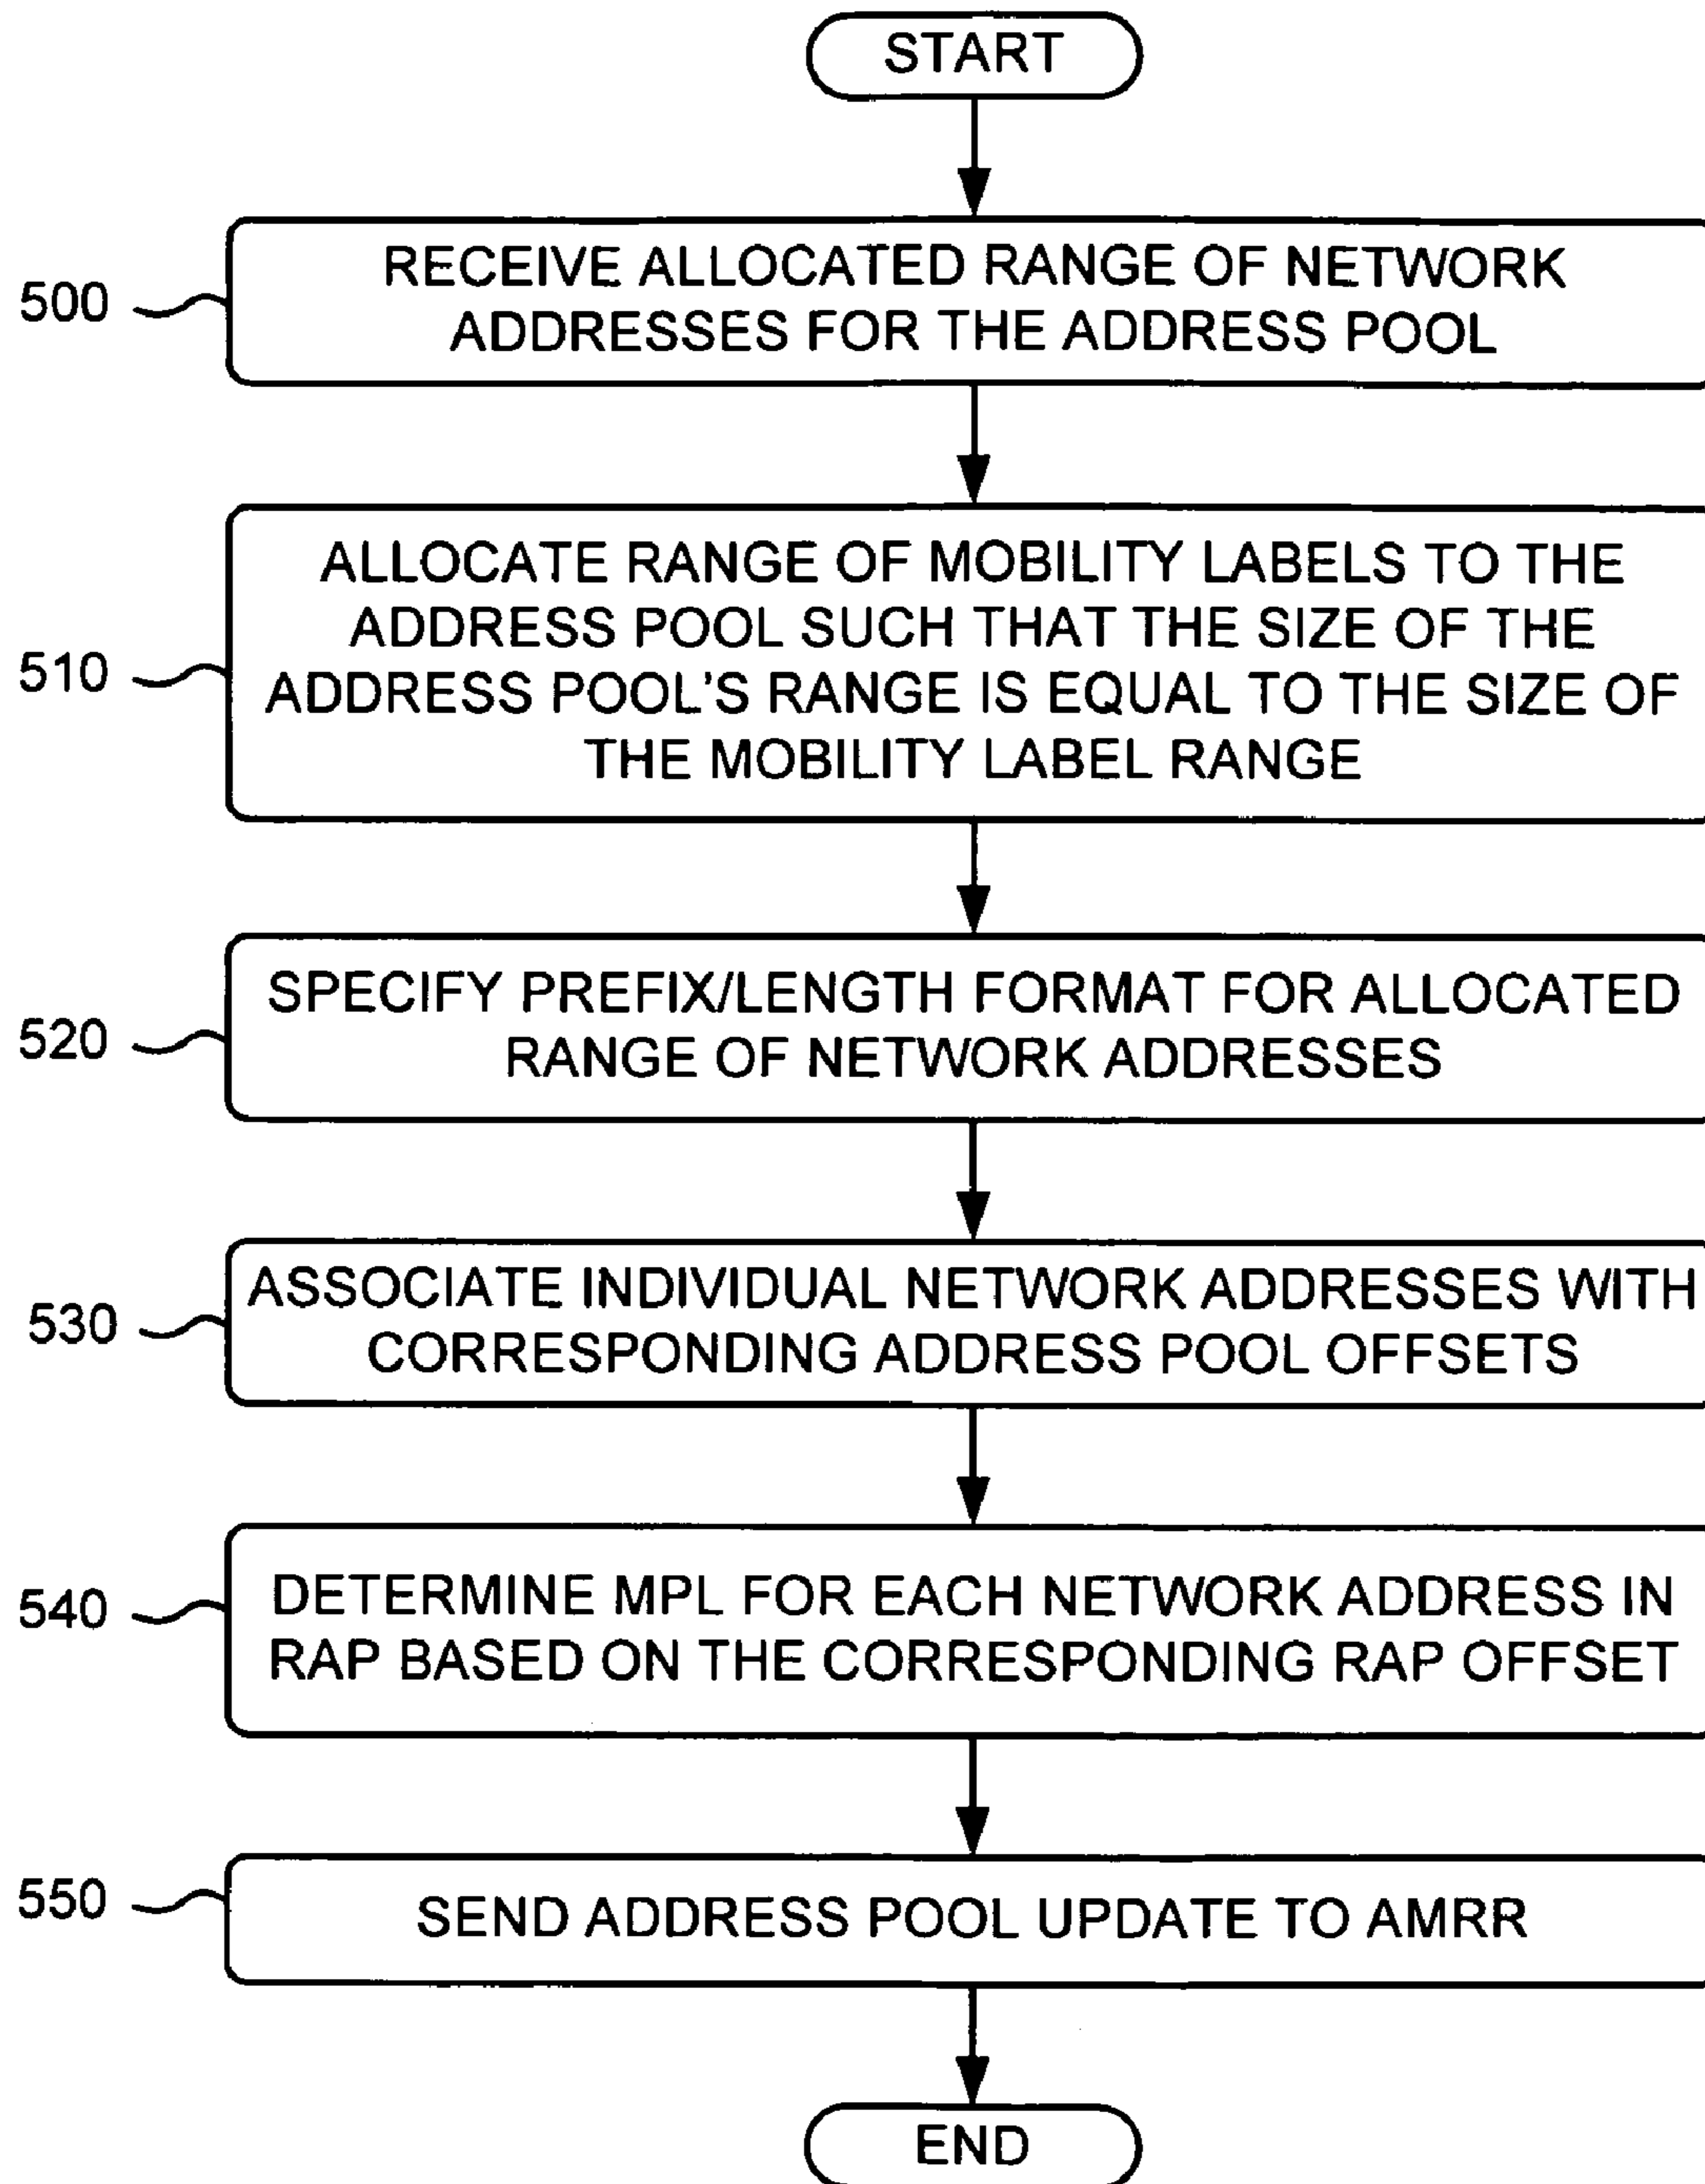 START
500
RECEIVE ALLOCATED RANGE OF NETWORK
ADDRESSES FOR THE ADDRESS POOL
510
ALLOCATE RANGE OF MOBILITY LABELS TO THE
ADDRESS POOL SUCH THAT THE SIZE OF THE
ADDRESS POOL'S RANGE IS EQUAL TO THE SIZE OF
THE MOBILITY LABEL RANGE
520
SPECIFY PREFIX/LENGTH FORMAT FOR ALLOCATED
RANGE OF NETWORK ADDRESSES
530
ASSOCIATE INDIVIDUAL NETWORK ADDRESSES WITH
CORRESPONDING ADDRESS POOL OFFSETS
540
DETERMINE MPL FOR EACH NETWORK ADDRESS IN
RAP BASED ON THE CORRESPONDING RAP OFFSET
550
SEND ADDRESS POOL UPDATE TO AMRR
END